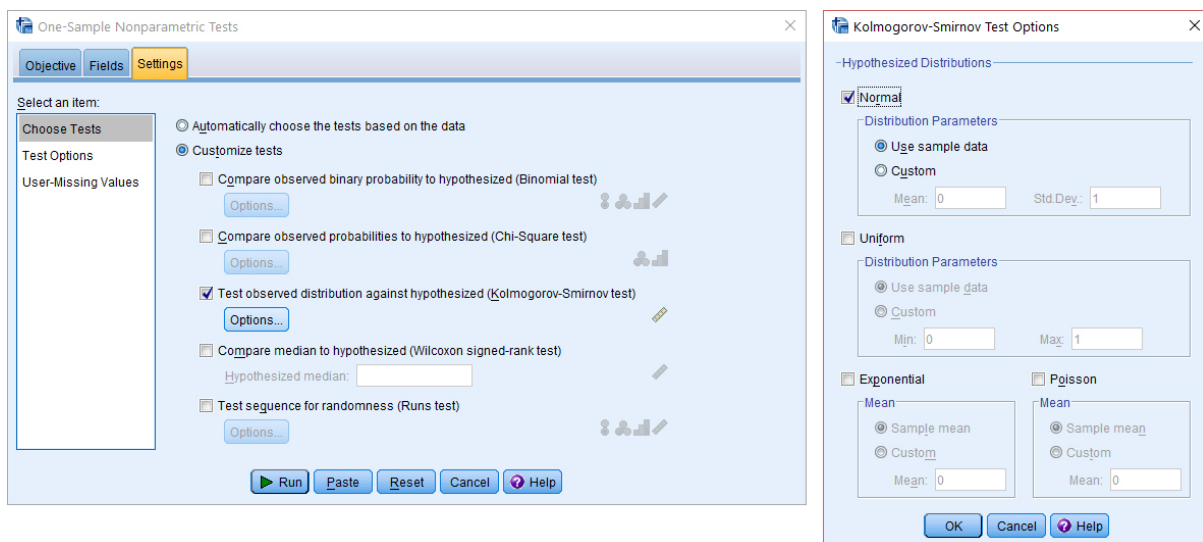 One-Sample Nonparametric Tests
Objective Fields Settings
Select an item:
Choose Tests
Test Options
User-Missing Values
Automatically choose the tests based on the data
Customize tests
Compare observed binary probability to hypothesized (Binomial test)
Options...
Compare observed probabilities to hypothesized (Chi-Square test)
Options...
Test observed distribution against hypothesized (Kolmogorov-Smirnov test)
Options...
Compare median to hypothesized (Wilcoxon signed-rank test)
Hypothesized median:
Test sequence for randomness (Runs test)
Options...
Run Paste Reset Cancel Help
Kolmogorov-Smirnov Test Options
Hypothesized Distributions
Normal
Distribution Parameters
Use sample data
Custom
Mean: 0 Std.Dev.: 1
Uniform
Distribution Parameters
Use sample data
Custom
Min: 0 Max: 1
Exponential Poisson
Mean Mean
Sample mean Sample mean
Custom Custom
Mean: 0 Mean: 0
OK Cancel Help